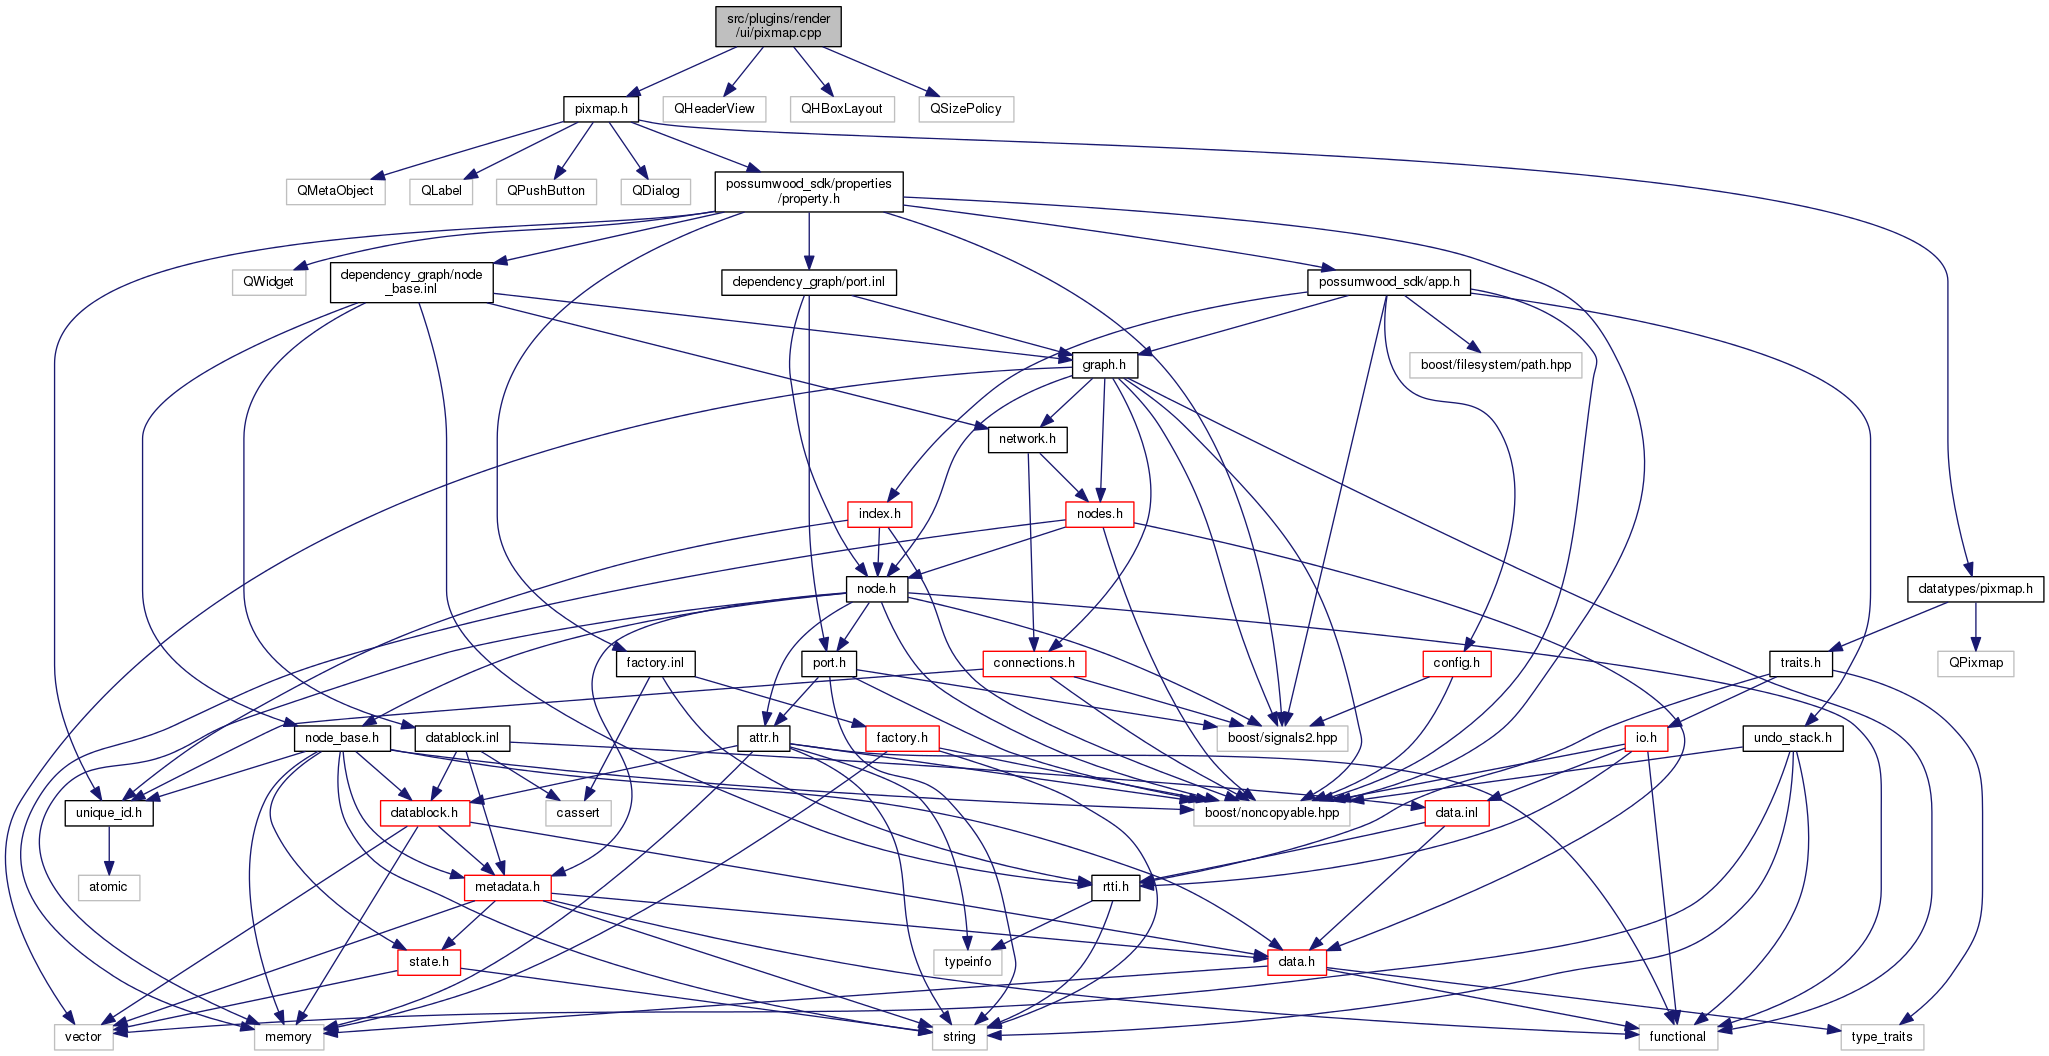 src/plugins/render
/ui/pixmap.cpp
pixmap.h
QHeaderView
QHBoxLayout
QSizePolicy
QMetaObject
QLabel
QPushButton
QDialog
possumwood_sdk/properties
/property.h
QWidget
dependency_graph/node
_base.inl
dependency_graph/port.inl
possumwood_sdk/app.h
graph.h
boost/filesystem/path.hpp
network.h
index.h
nodes.h
node.h
datatypes/pixmap.h
factory.inl
port.h
connections.h
config.h
traits.h
QPixmap
node_base.h
datablock.inl
attr.h
factory.h
boost/signals2.hpp
io.h
undo_stack.h
unique_id.h
datablock.h
cassert
boost/noncopyable.hpp
data.inl
atomic
metadata.h
rtti.h
state.h
typeinfo
data.h
vector
memory
string
functional
type_traits